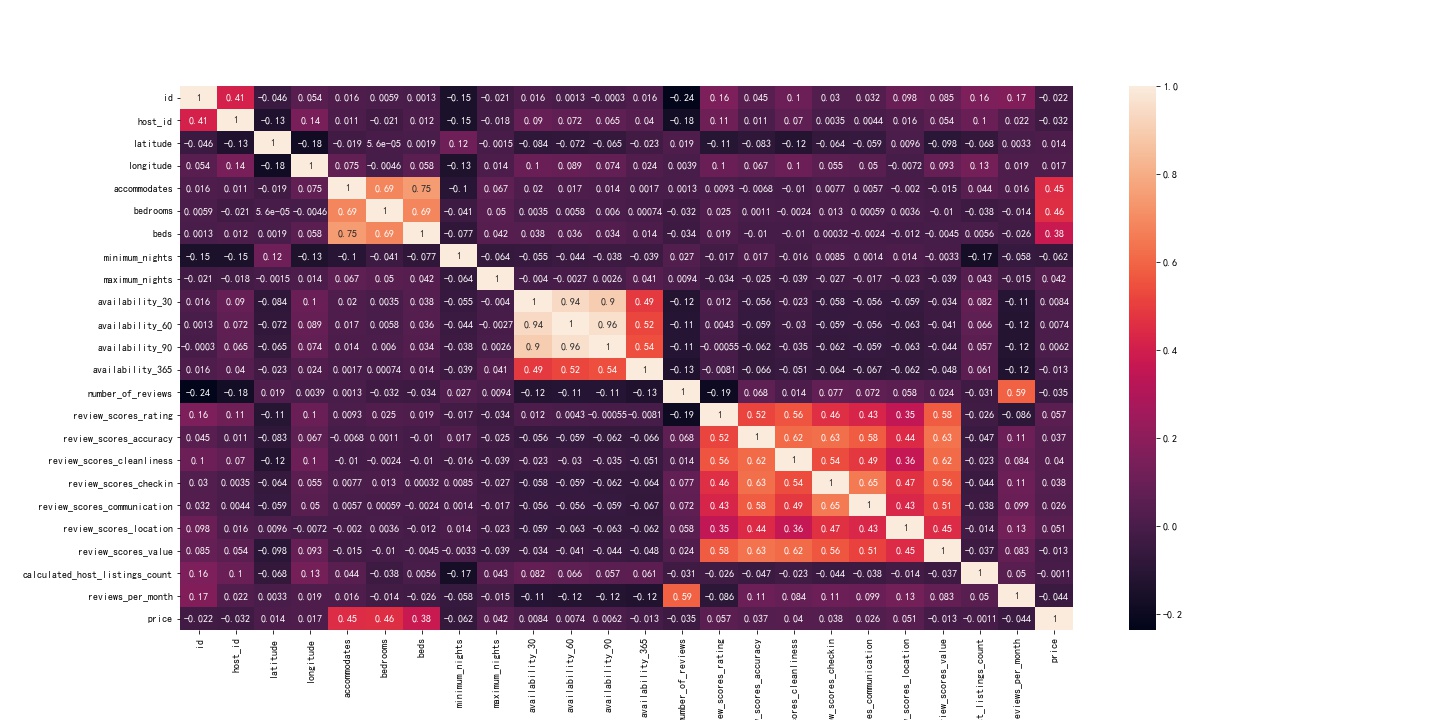 id 1 0.41 −0.046 0.054 0.016 0.0059 0.0013 −0.15 −0.021 0.016 0.0013 −0.0003 0.016 −0.24 0.16 0.045 0.1 0.03 0.032 0.098 0.085 0.16 0.17 −0.022
host_id 0.41 1 −0.13 0.14 0.011 −0.021 0.012 −0.15 −0.018 0.09 0.072 0.065 0.04 −0.18 0.11 0.011 0.07 0.0035 0.0044 0.016 0.054 0.1 0.022 −0.032
latitude −0.046 −0.13 1 −0.18 −0.019 5.6e−05 0.0019 0.12 −0.0015 −0.084 −0.072 −0.065 −0.023 0.019 −0.11 −0.083 −0.12 −0.064 −0.059 0.0096 −0.098 −0.068 0.0033 0.014
longitude 0.054 0.14 −0.18 1 0.075 −0.0046 0.058 −0.13 0.014 0.1 0.089 0.074 0.024 0.0039 0.1 0.067 0.1 0.055 0.05 −0.0072 0.093 0.13 0.019 0.017
accommodates 0.016 0.011 −0.019 0.075 1 0.69 0.75 −0.1 0.067 0.02 0.017 0.014 0.0017 0.0013 0.0093 −0.0068 −0.01 0.0077 0.0057 −0.002 −0.015 0.044 0.016 0.45
bedrooms 0.0059 −0.021 5.6e−05 −0.0046 0.69 1 0.69 −0.041 0.05 0.0035 0.0058 0.006 0.00074 −0.032 0.025 0.0011 −0.0024 0.013 0.00059 0.0036 −0.01 −0.038 −0.014 0.46
beds 0.0013 0.012 0.0019 0.058 0.75 0.69 1 −0.077 0.042 0.038 0.036 0.034 0.014 −0.034 0.019 −0.01 −0.01 0.00032 −0.0024 −0.012 −0.0045 0.0056 −0.026 0.38
minimum_nights −0.15 −0.15 0.12 −0.13 −0.1 −0.041 −0.077 1 −0.064 −0.055 −0.044 −0.038 −0.039 0.027 −0.017 0.017 −0.016 0.0085 0.0014 0.014 −0.0033 −0.17 −0.058 −0.062
maximum_nights −0.021 −0.018 −0.0015 0.014 0.067 0.05 0.042 −0.064 1 −0.004 −0.0027 0.0026 0.041 0.0094 −0.034 −0.025 −0.039 −0.027 −0.017 −0.023 −0.039 0.043 −0.015 0.042
availability_30 0.016 0.09 −0.084 0.1 0.02 0.0035 0.038 −0.055 −0.004 1 0.94 0.9 0.49 −0.12 0.012 −0.056 −0.023 −0.058 −0.056 −0.059 −0.034 0.082 −0.11 0.0084
availability_60 0.0013 0.072 −0.072 0.089 0.017 0.0058 0.036 −0.044 −0.0027 0.94 1 0.96 0.52 −0.11 0.0043 −0.059 −0.03 −0.059 −0.056 −0.063 −0.041 0.066 −0.12 0.0074
availability_90 −0.0003 0.065 −0.065 0.074 0.014 0.006 0.034 −0.038 0.0026 0.9 0.96 1 0.54 −0.11 −0.00055 −0.062 −0.035 −0.062 −0.059 −0.063 −0.044 0.057 −0.12 0.0062
availability_365 0.016 0.04 −0.023 0.024 0.0017 0.00074 0.014 −0.039 0.041 0.49 0.52 0.54 1 −0.13 −0.0081 −0.066 −0.051 −0.064 −0.067 −0.062 −0.048 0.061 −0.12 −0.013
number_of_reviews −0.24 −0.18 0.019 0.0039 0.0013 −0.032 −0.034 0.027 0.0094 −0.12 −0.11 −0.11 −0.13 1 −0.19 0.068 0.014 0.077 0.072 0.058 0.024 −0.031 0.59 −0.035
review_scores_rating 0.16 0.11 −0.11 0.1 0.0093 0.025 0.019 −0.017 −0.034 0.012 0.0043 −0.00055 −0.0081 −0.19 1 0.52 0.56 0.46 0.43 0.35 0.58 −0.026 −0.086 0.057
review_scores_accuracy 0.045 0.011 −0.083 0.067 −0.0068 0.0011 −0.01 0.017 −0.025 −0.056 −0.059 −0.062 −0.066 0.068 0.52 1 0.62 0.63 0.58 0.44 0.63 −0.047 0.11 0.037
review_scores_cleanliness 0.1 0.07 −0.12 0.1 −0.01 −0.0024 −0.01 −0.016 −0.039 −0.023 −0.03 −0.035 −0.051 0.014 0.56 0.62 1 0.54 0.49 0.36 0.62 −0.023 0.084 0.04
review_scores_checkin 0.03 0.0035 −0.064 0.055 0.0077 0.013 0.00032 0.0085 −0.027 −0.058 −0.059 −0.062 −0.064 0.077 0.46 0.63 0.54 1 0.65 0.47 0.56 −0.044 0.11 0.038
review_scores_communication 0.032 0.0044 −0.059 0.05 0.0057 0.00059 −0.0024 0.0014 −0.017 −0.056 −0.056 −0.059 −0.067 0.072 0.43 0.58 0.49 0.65 1 0.43 0.51 −0.038 0.099 0.026
review_scores_location 0.098 0.016 0.0096 −0.0072 −0.002 0.0036 −0.012 0.014 −0.023 −0.059 −0.063 −0.063 −0.062 0.058 0.35 0.44 0.36 0.47 0.43 1 0.45 −0.014 0.13 0.051
review_scores_value 0.085 0.054 −0.098 0.093 −0.015 −0.01 −0.0045 −0.0033 −0.039 −0.034 −0.041 −0.044 −0.048 0.024 0.58 0.63 0.62 0.56 0.51 0.45 1 −0.037 0.083 −0.013
calculated_host_listings_count 0.16 0.1 −0.068 0.13 0.044 −0.038 0.0056 −0.17 0.043 0.082 0.066 0.057 0.061 −0.031 −0.026 −0.047 −0.023 −0.044 −0.038 −0.014 −0.037 1 0.05 −0.0011
reviews_per_month 0.17 0.022 0.0033 0.019 0.016 −0.014 −0.026 −0.058 −0.015 −0.11 −0.12 −0.12 −0.12 0.59 −0.086 0.11 0.084 0.11 0.099 0.13 0.083 0.05 1 −0.044
price −0.022 −0.032 0.014 0.017 0.45 0.46 0.38 −0.062 0.042 0.0084 0.0074 0.0062 −0.013 −0.035 0.057 0.037 0.04 0.038 0.026 0.051 −0.013 −0.0011 −0.044 1
id
host_id
latitude
longitude
accommodates
bedrooms
beds
minimum_nights
maximum_nights
availability_30
availability_60
availability_90
availability_365
umber_of_reviews
ew_scores_rating
w_scores_accuracy
ores_cleanliness
w_scores_checkin
es_communication
v_scores_location
view_scores_value
t_listings_count
eviews_per_month
price
1.0
0.8
0.6
0.4
0.2
0.0
−0.2